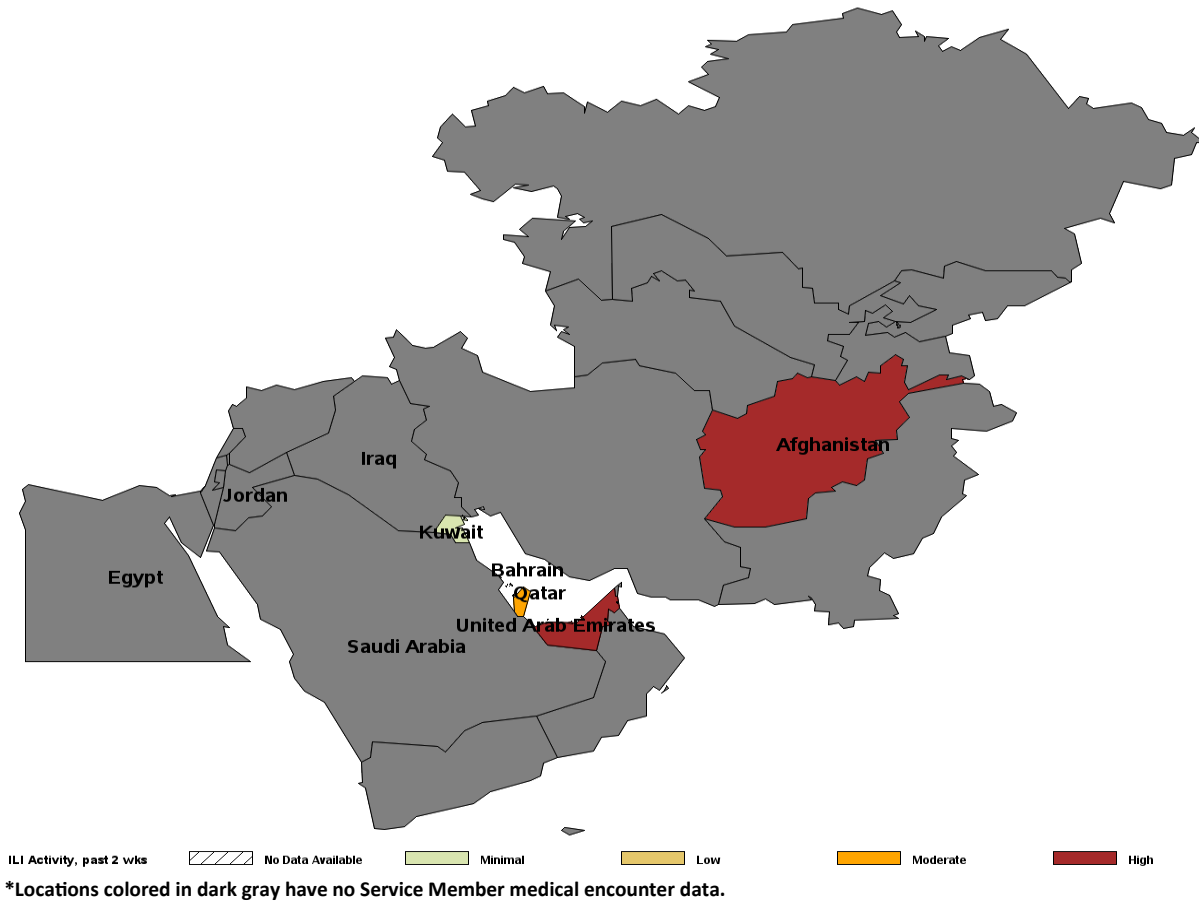 Afghanistan
Iraq
Jordan
Kuwait
Bahrain
Egypt
Qatar
United Arab Emirates
Saudi Arabia
ILI Activity, past 2 wks No Data Available Minimal Low Moderate High
*Locations colored in dark gray have no Service Member medical encounter data.